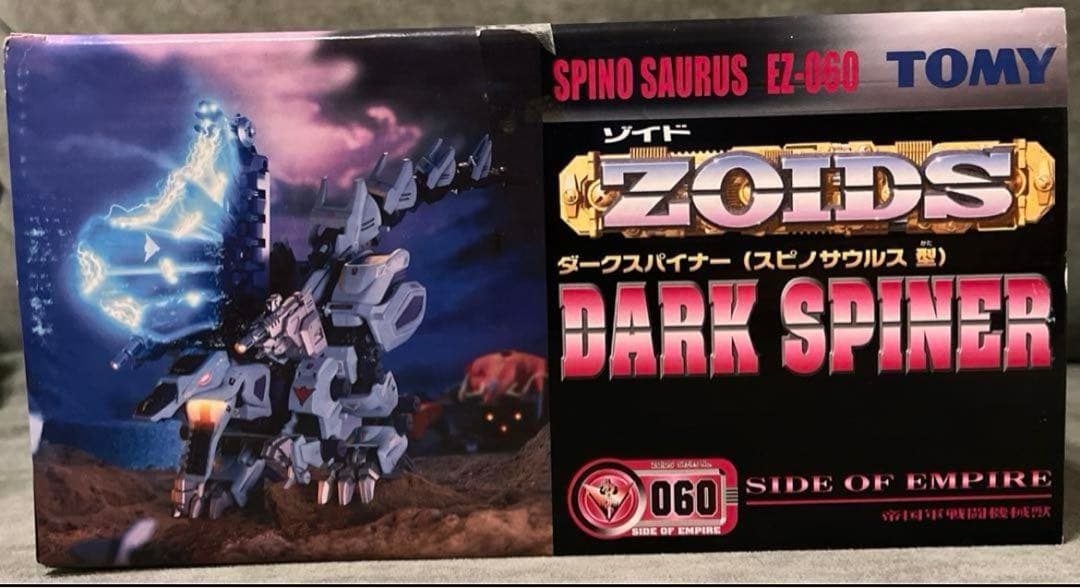 SPINO SAURUS EZ-060 TOMY
ゾイド
ZOIDS
ダークスパイナー（スピノサウルス 型）
かた
DARK SPINER
060
SIDE OF EMPIRE
SIDE OF EMPIRE
帝国軍戦闘機械獣